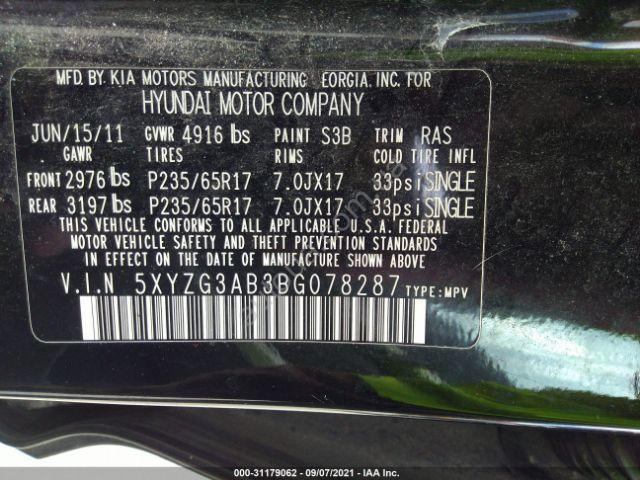 MFD. BY. KIA MOTORS MANUFACTURING EORGIA. INC. FOR
HYUNDAI MOTOR COMPANY
JUN/15/11 GVWR 4916 lbs PAINT S3B TRIM RAS
GAWR TIRES RIMS COLD TIRE INFL
FRONT 2976 lbs P235/65R17 7.0JX17 33psi SINGLE
REAR 3197 lbs P235/65R17 7.0JX17 33psi SINGLE
THIS VEHICLE CONFORMS TO ALL APPLICABLE U.S.A. FEDERAL
MOTOR VEHICLE SAFETY AND THEFT PREVENTION STANDARDS
IN EFFECT ON THE DATE OF MANUFACTURE SHOWN ABOVE
V.I.N 5XYZG3AB3BG078287 TYPE: MPV
000-31179062 - 09/07/2021 - IAA Inc.